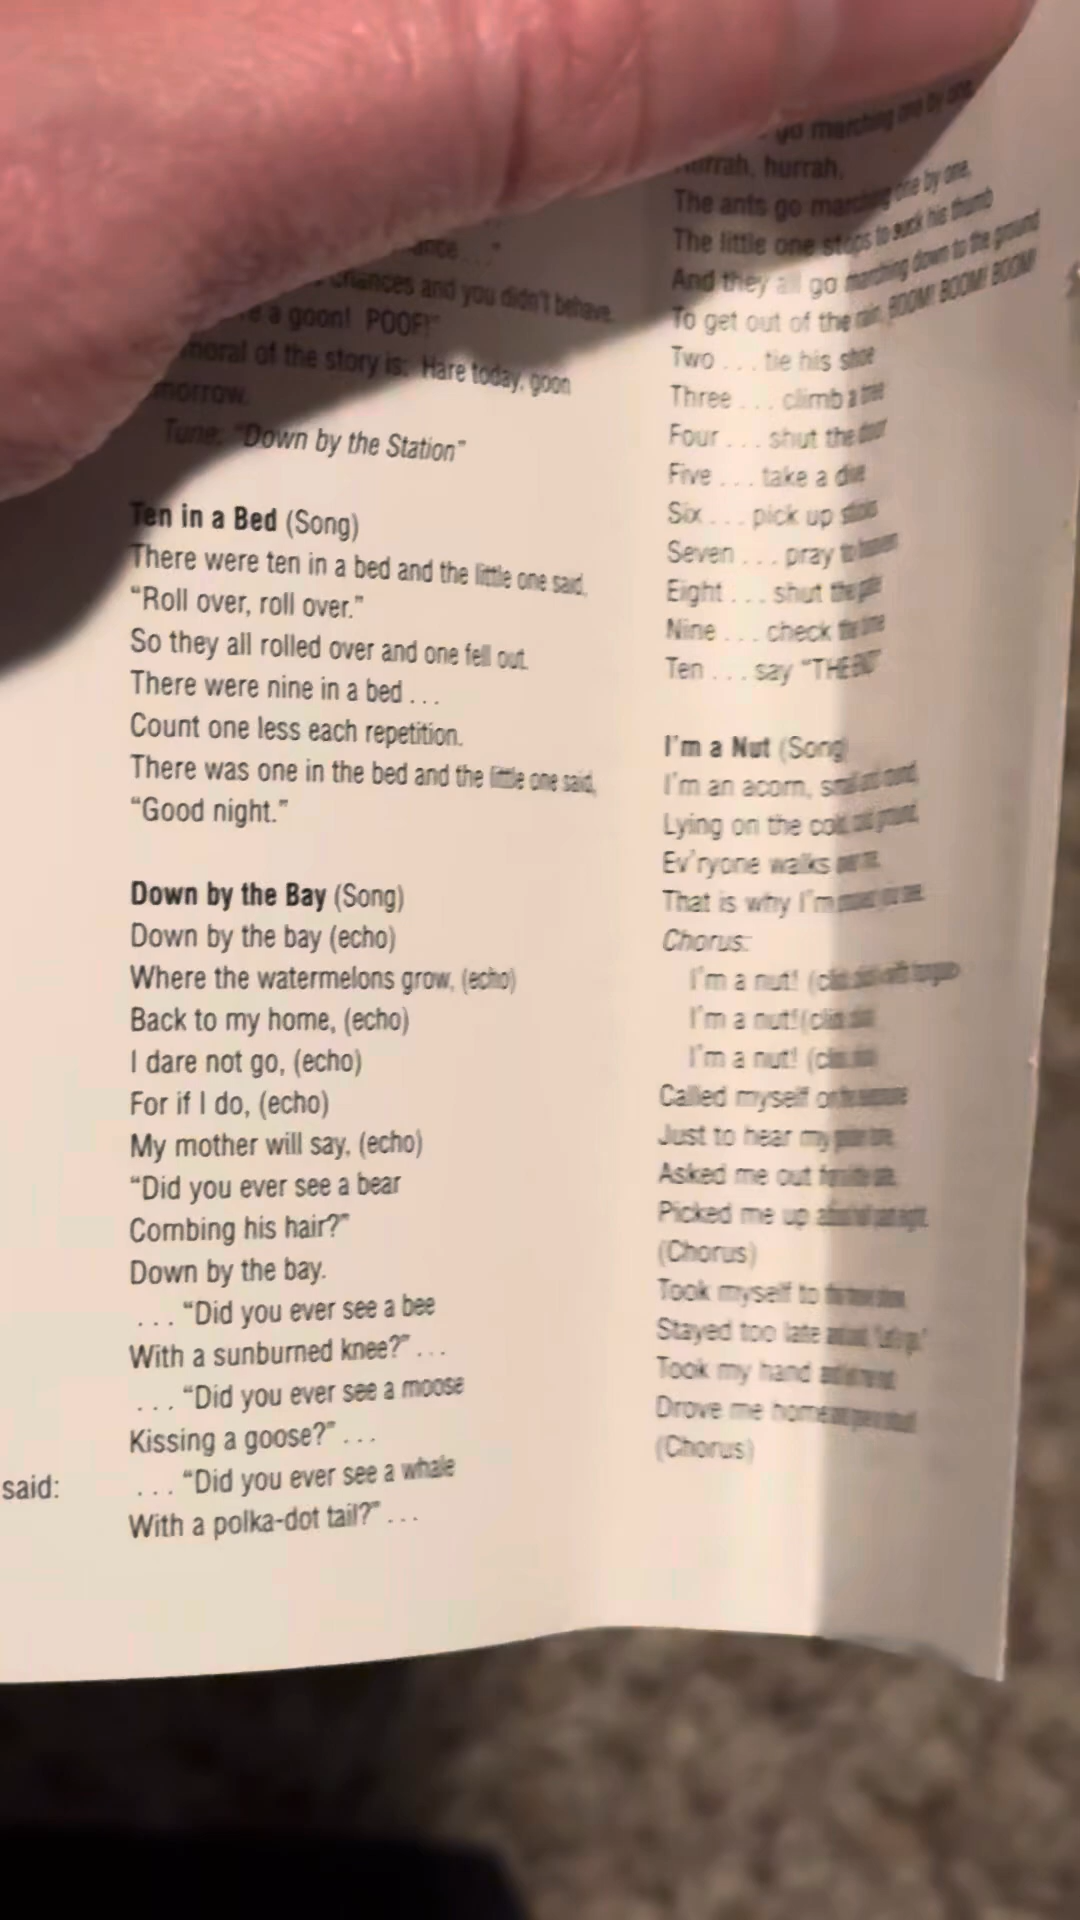 ance . . ."
chances and you didn't behave.
e a goon! POOF!"
moral of the story is: Hare today, goon
morrow.
Tune: "Down by the Station"
Ten in a Bed (Song)
There were ten in a bed and the little one said,
"Roll over, roll over."
So they all rolled over and one fell out.
There were nine in a bed . . .
Count one less each repetition.
There was one in the bed and the little one said,
"Good night."
Down by the Bay (Song)
Down by the bay (echo)
Where the watermelons grow, (echo)
Back to my home, (echo)
I dare not go, (echo)
For if I do, (echo)
My mother will say, (echo)
"Did you ever see a bear
Combing his hair?"
Down by the bay.
. . . "Did you ever see a bee
With a sunburned knee?" . . .
. . . "Did you ever see a moose
Kissing a goose?" . . .
. . . "Did you ever see a whale
With a polka-dot tail?" . . .
said:
go marching one by one,
hurrah.
The ants go marching one by one,
The little one stops to suck his thumb
And they all go marching down to the ground
To get out of the rain, BOOM! BOOM! BOOM!
Two . . . tie his shoe
Three . . . climb a tree
Four . . . shut the door
Five . . . take a dive
Six . . . pick up
Seven . . . pray to
Eight . . . shut the
Nine . . . check the
Ten . . . say "THE END"
I'm a Nut (Song)
I'm an acorn, small and round,
Lying on the cold, cold ground,
Ev'ryone walks
That is why I'm
Chorus:
I'm a nut! (
I'm a nut! (
I'm a nut! (
Called myself on
Just to hear my
Asked me out
Picked me up
(Chorus)
Took myself to
Stayed too late
Took my hand
Drove me home
(Chorus)